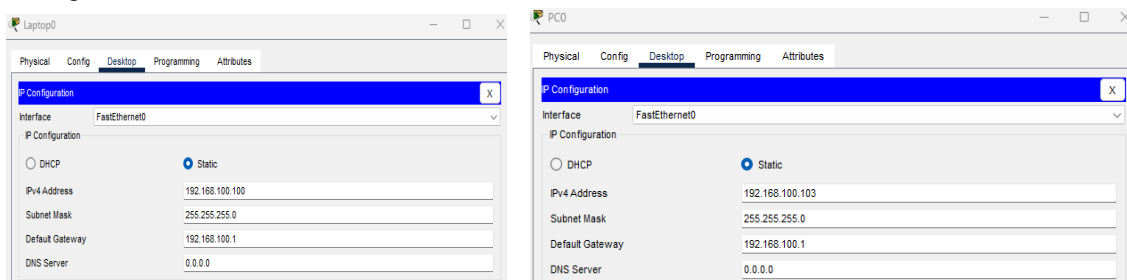 Laptop0
Physical Config Desktop Programming Attributes
IP Configuration X
Interface FastEthernet0
IP Configuration
DHCP Static
IPv4 Address 192.168.100.100
Subnet Mask 255.255.255.0
Default Gateway 192.168.100.1
DNS Server 0.0.0.0
PC0
Physical Config Desktop Programming Attributes
IP Configuration X
Interface FastEthernet0
IP Configuration
DHCP Static
IPv4 Address 192.168.100.103
Subnet Mask 255.255.255.0
Default Gateway 192.168.100.1
DNS Server 0.0.0.0